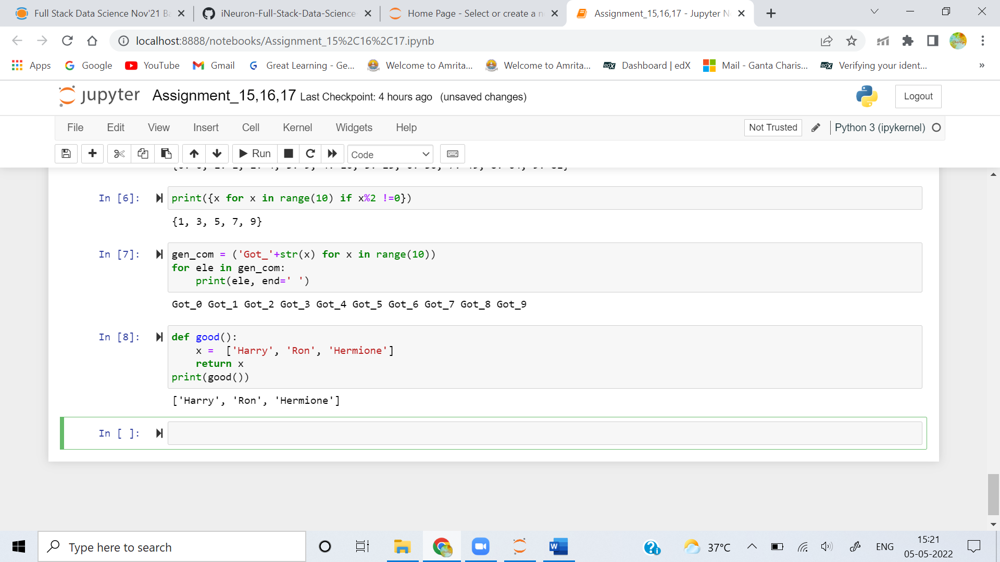 Full Stack Data Science Nov'21 Ba
iNeuron-Full-Stack-Data-Science
Home Page - Select or create a n
Assignment_15,16,17 - Jupyter N
localhost:8888/notebooks/Assignment_15%2C16%2C17.ipynb
Apps Google YouTube Gmail Great Learning - Ge... Welcome to Amrita... Welcome to Amrita... edX Dashboard | edX Mail - Ganta Charis... edX Verifying your ident... »
jupyter Assignment_15,16,17 Last Checkpoint: 4 hours ago (unsaved changes) Logout
File Edit View Insert Cell Kernel Widgets Help Not Trusted Python 3 (ipykernel)
Run Code
In [6]: print({x for x in range(10) if x%2 !=0})
{1, 3, 5, 7, 9}
In [7]: gen_com = ('Got_'+str(x) for x in range(10))
for ele in gen_com:
    print(ele, end=' ')
Got_0 Got_1 Got_2 Got_3 Got_4 Got_5 Got_6 Got_7 Got_8 Got_9
In [8]: def good():
    x =  ['Harry', 'Ron', 'Hermione']
    return x
print(good())
['Harry', 'Ron', 'Hermione']
In [ ]:
Type here to search
37°C
ENG
15:21
05-05-2022